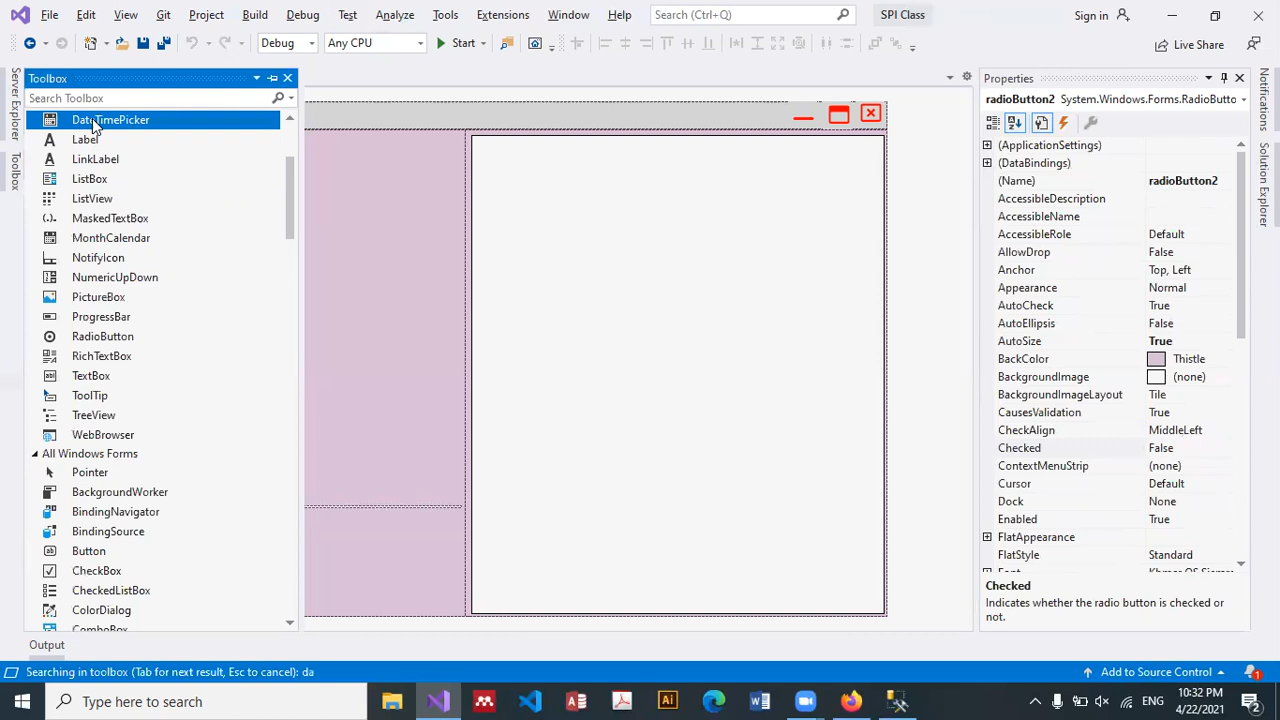 File Edit View Git Project Build Debug Test Analyze Tools Extensions Window Help Search (Ctrl+Q) SPI Class Sign in
Debug Any CPU Start Live Share
Server Explorer
Toolbox
Toolbox
Search Toolbox
DateTimePicker
Label
LinkLabel
ListBox
ListView
MaskedTextBox
MonthCalendar
NotifyIcon
NumericUpDown
PictureBox
ProgressBar
RadioButton
RichTextBox
TextBox
ToolTip
TreeView
WebBrowser
All Windows Forms
Pointer
BackgroundWorker
BindingNavigator
BindingSource
Button
CheckBox
CheckedListBox
ColorDialog
ComboBox
Properties
radioButton2 System.Windows.Forms.RadioButto
(ApplicationSettings)
(DataBindings)
(Name) radioButton2
AccessibleDescription
AccessibleName
AccessibleRole Default
AllowDrop False
Anchor Top, Left
Appearance Normal
AutoCheck True
AutoEllipsis False
AutoSize True
BackColor Thistle
BackgroundImage (none)
BackgroundImageLayout Tile
CausesValidation True
CheckAlign MiddleLeft
Checked False
ContextMenuStrip (none)
Cursor Default
Dock None
Enabled True
FlatAppearance
FlatStyle Standard
Checked
Indicates whether the radio button is checked or
not.
Notifications
Solution Explorer
Output
Searching in toolbox (Tab for next result, Esc to cancel): da Add to Source Control 1
Type here to search ENG 10:32 PM
4/22/2021 2